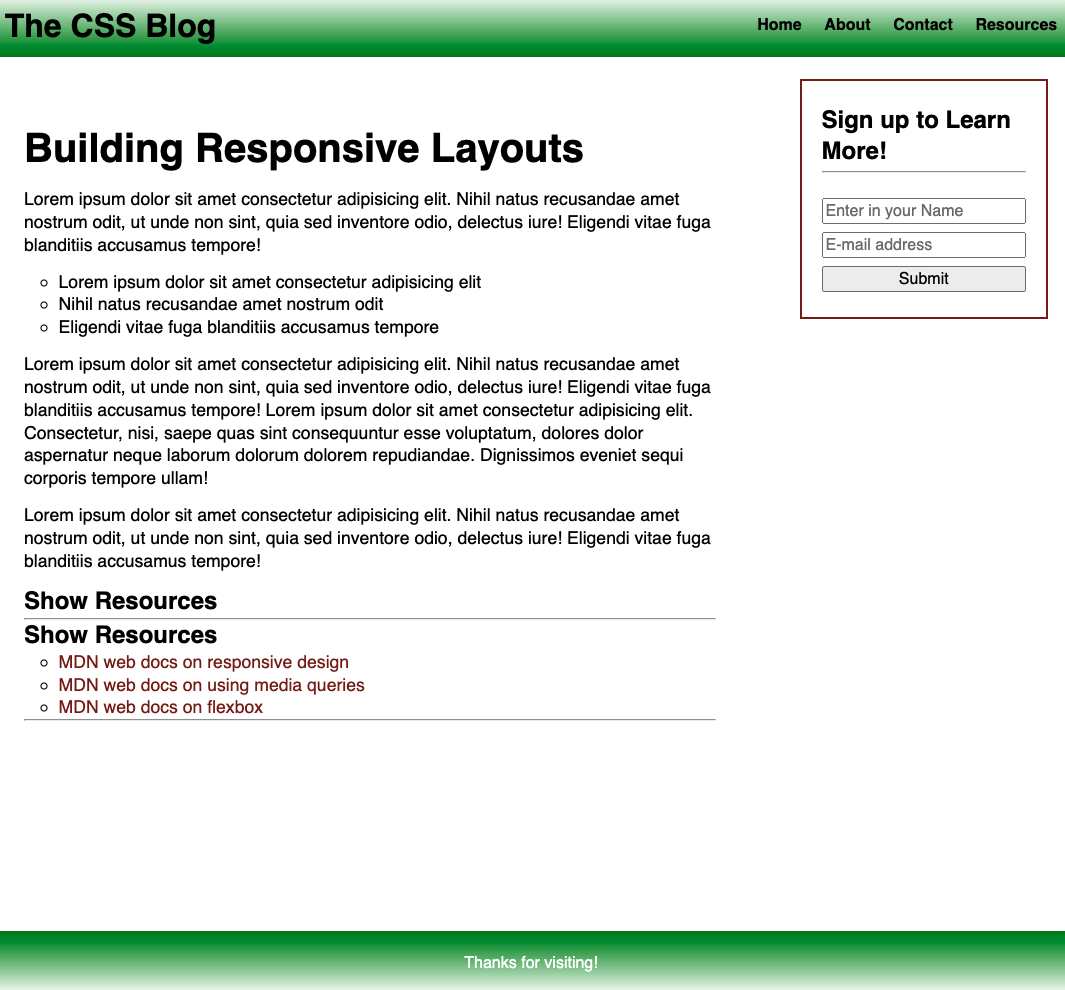 The CSS Blog
Home About Contact Resources
Building Responsive Layouts
Lorem ipsum dolor sit amet consectetur adipisicing elit. Nihil natus recusandae amet
nostrum odit, ut unde non sint, quia sed inventore odio, delectus iure! Eligendi vitae fuga
blanditiis accusamus tempore!
Lorem ipsum dolor sit amet consectetur adipisicing elit
Nihil natus recusandae amet nostrum odit
Eligendi vitae fuga blanditiis accusamus tempore
Lorem ipsum dolor sit amet consectetur adipisicing elit. Nihil natus recusandae amet
nostrum odit, ut unde non sint, quia sed inventore odio, delectus iure! Eligendi vitae fuga
blanditiis accusamus tempore! Lorem ipsum dolor sit amet consectetur adipisicing elit.
Consectetur, nisi, saepe quas sint consequuntur esse voluptatum, dolores dolor
aspernatur neque laborum dolorum dolorem repudiandae. Dignissimos eveniet sequi
corporis tempore ullam!
Lorem ipsum dolor sit amet consectetur adipisicing elit. Nihil natus recusandae amet
nostrum odit, ut unde non sint, quia sed inventore odio, delectus iure! Eligendi vitae fuga
blanditiis accusamus tempore!
Show Resources
Show Resources
MDN web docs on responsive design
MDN web docs on using media queries
MDN web docs on flexbox
Sign up to Learn
More!
Enter in your Name
E-mail address
Submit
Thanks for visiting!